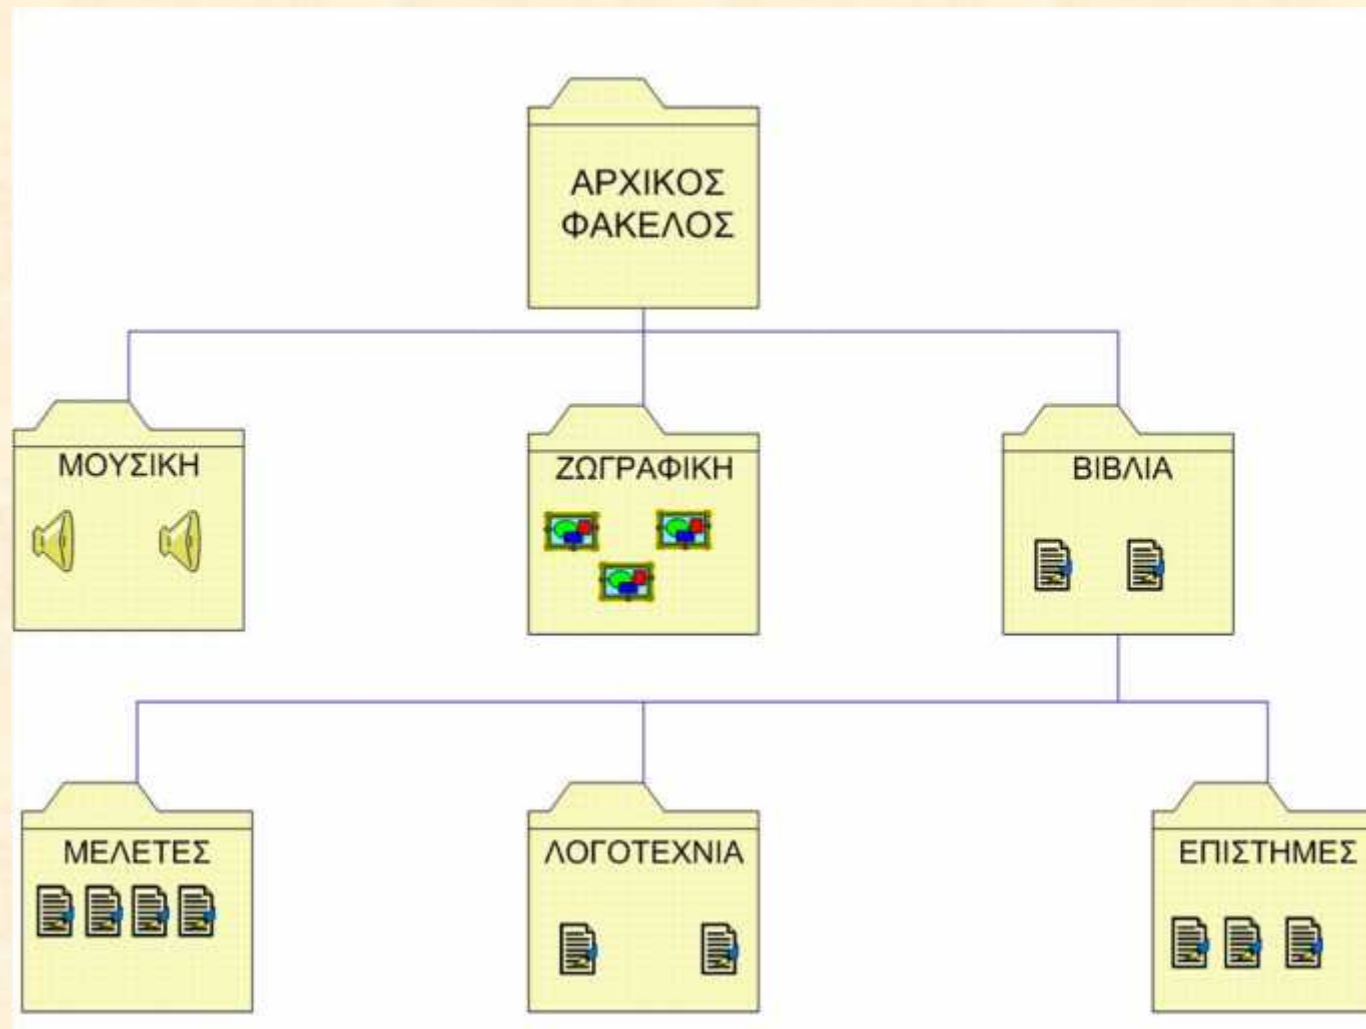 ΑΡΧΙΚΟΣ
ΦΑΚΕΛΟΣ
ΜΟΥΣΙΚΗ
ΖΩΓΡΑΦΙΚΗ
ΒΙΒΛΙΑ
ΜΕΛΕΤΕΣ
ΛΟΓΟΤΕΧΝΙΑ
ΕΠΙΣΤΗΜΕΣ